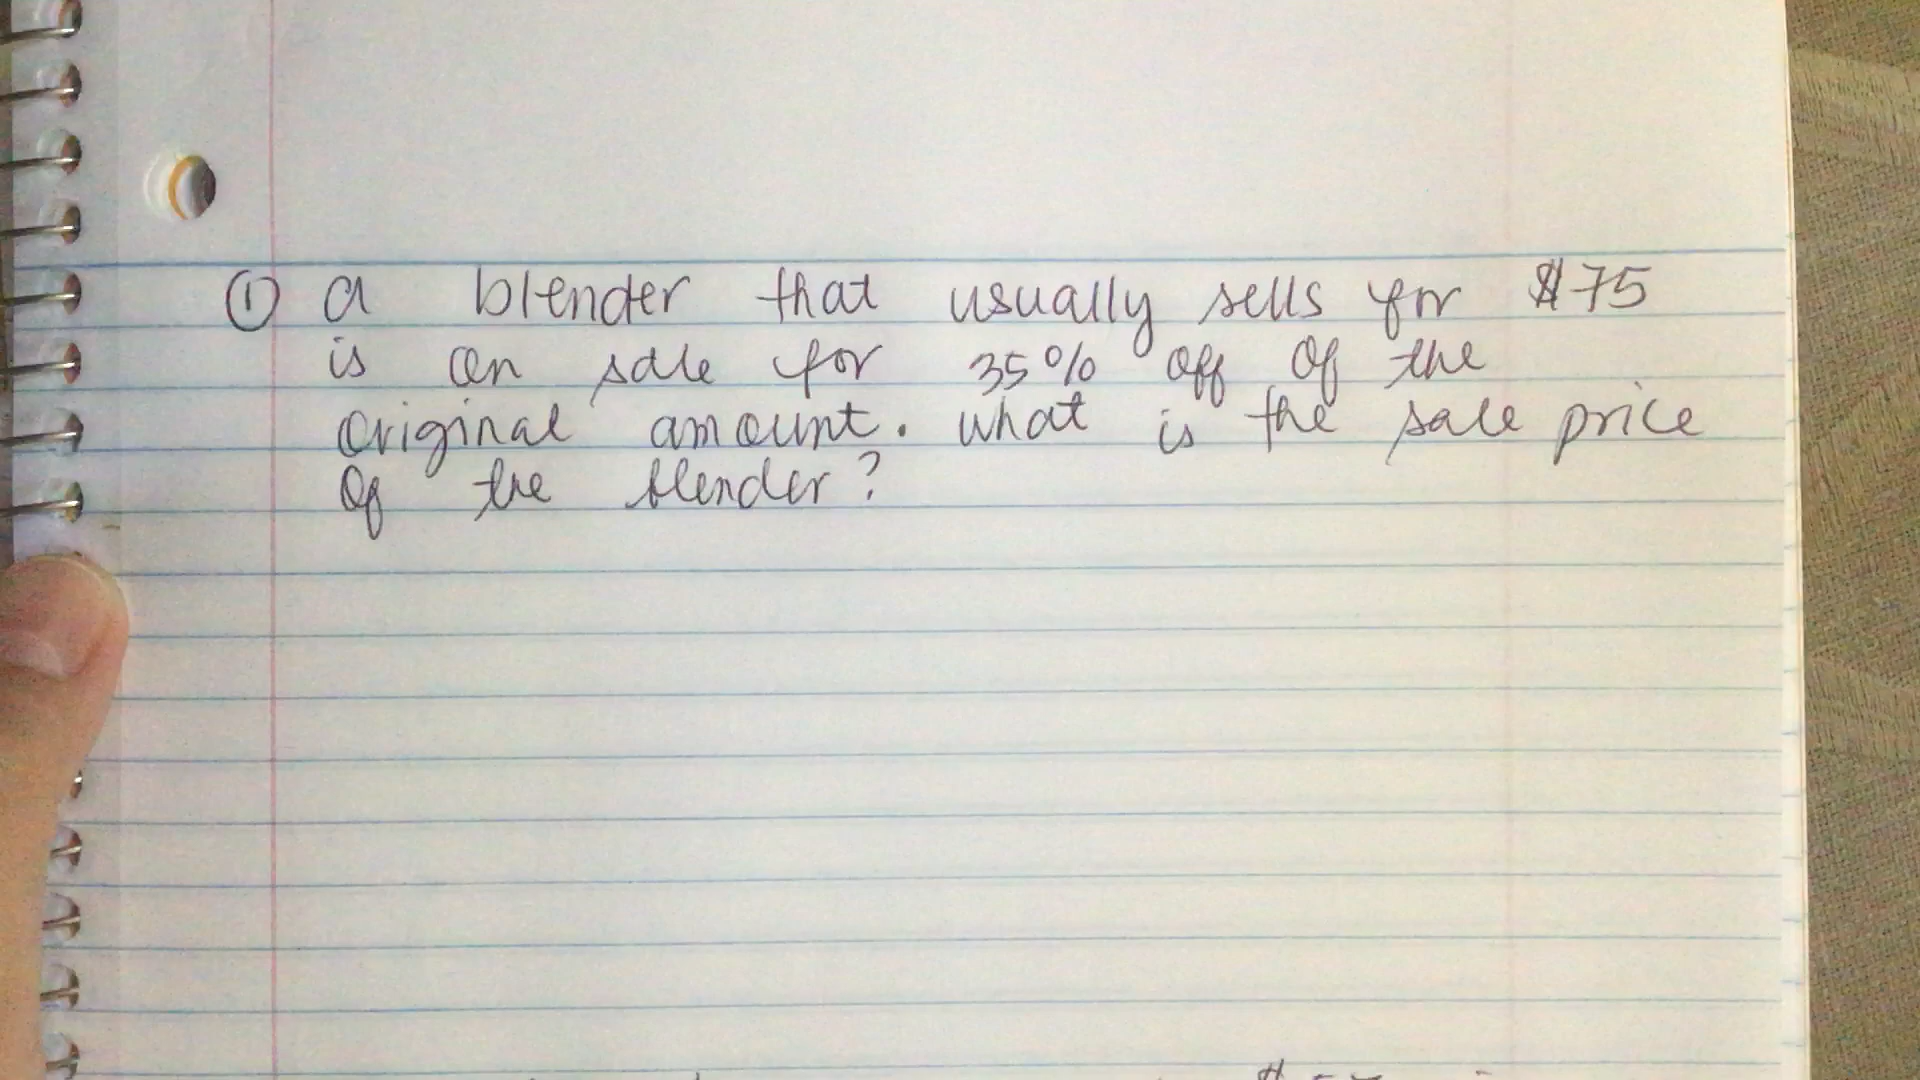 ① a blender that usually sells for $75
is on sale for 35% off of the
original amount. what is the sale price
of the blender?